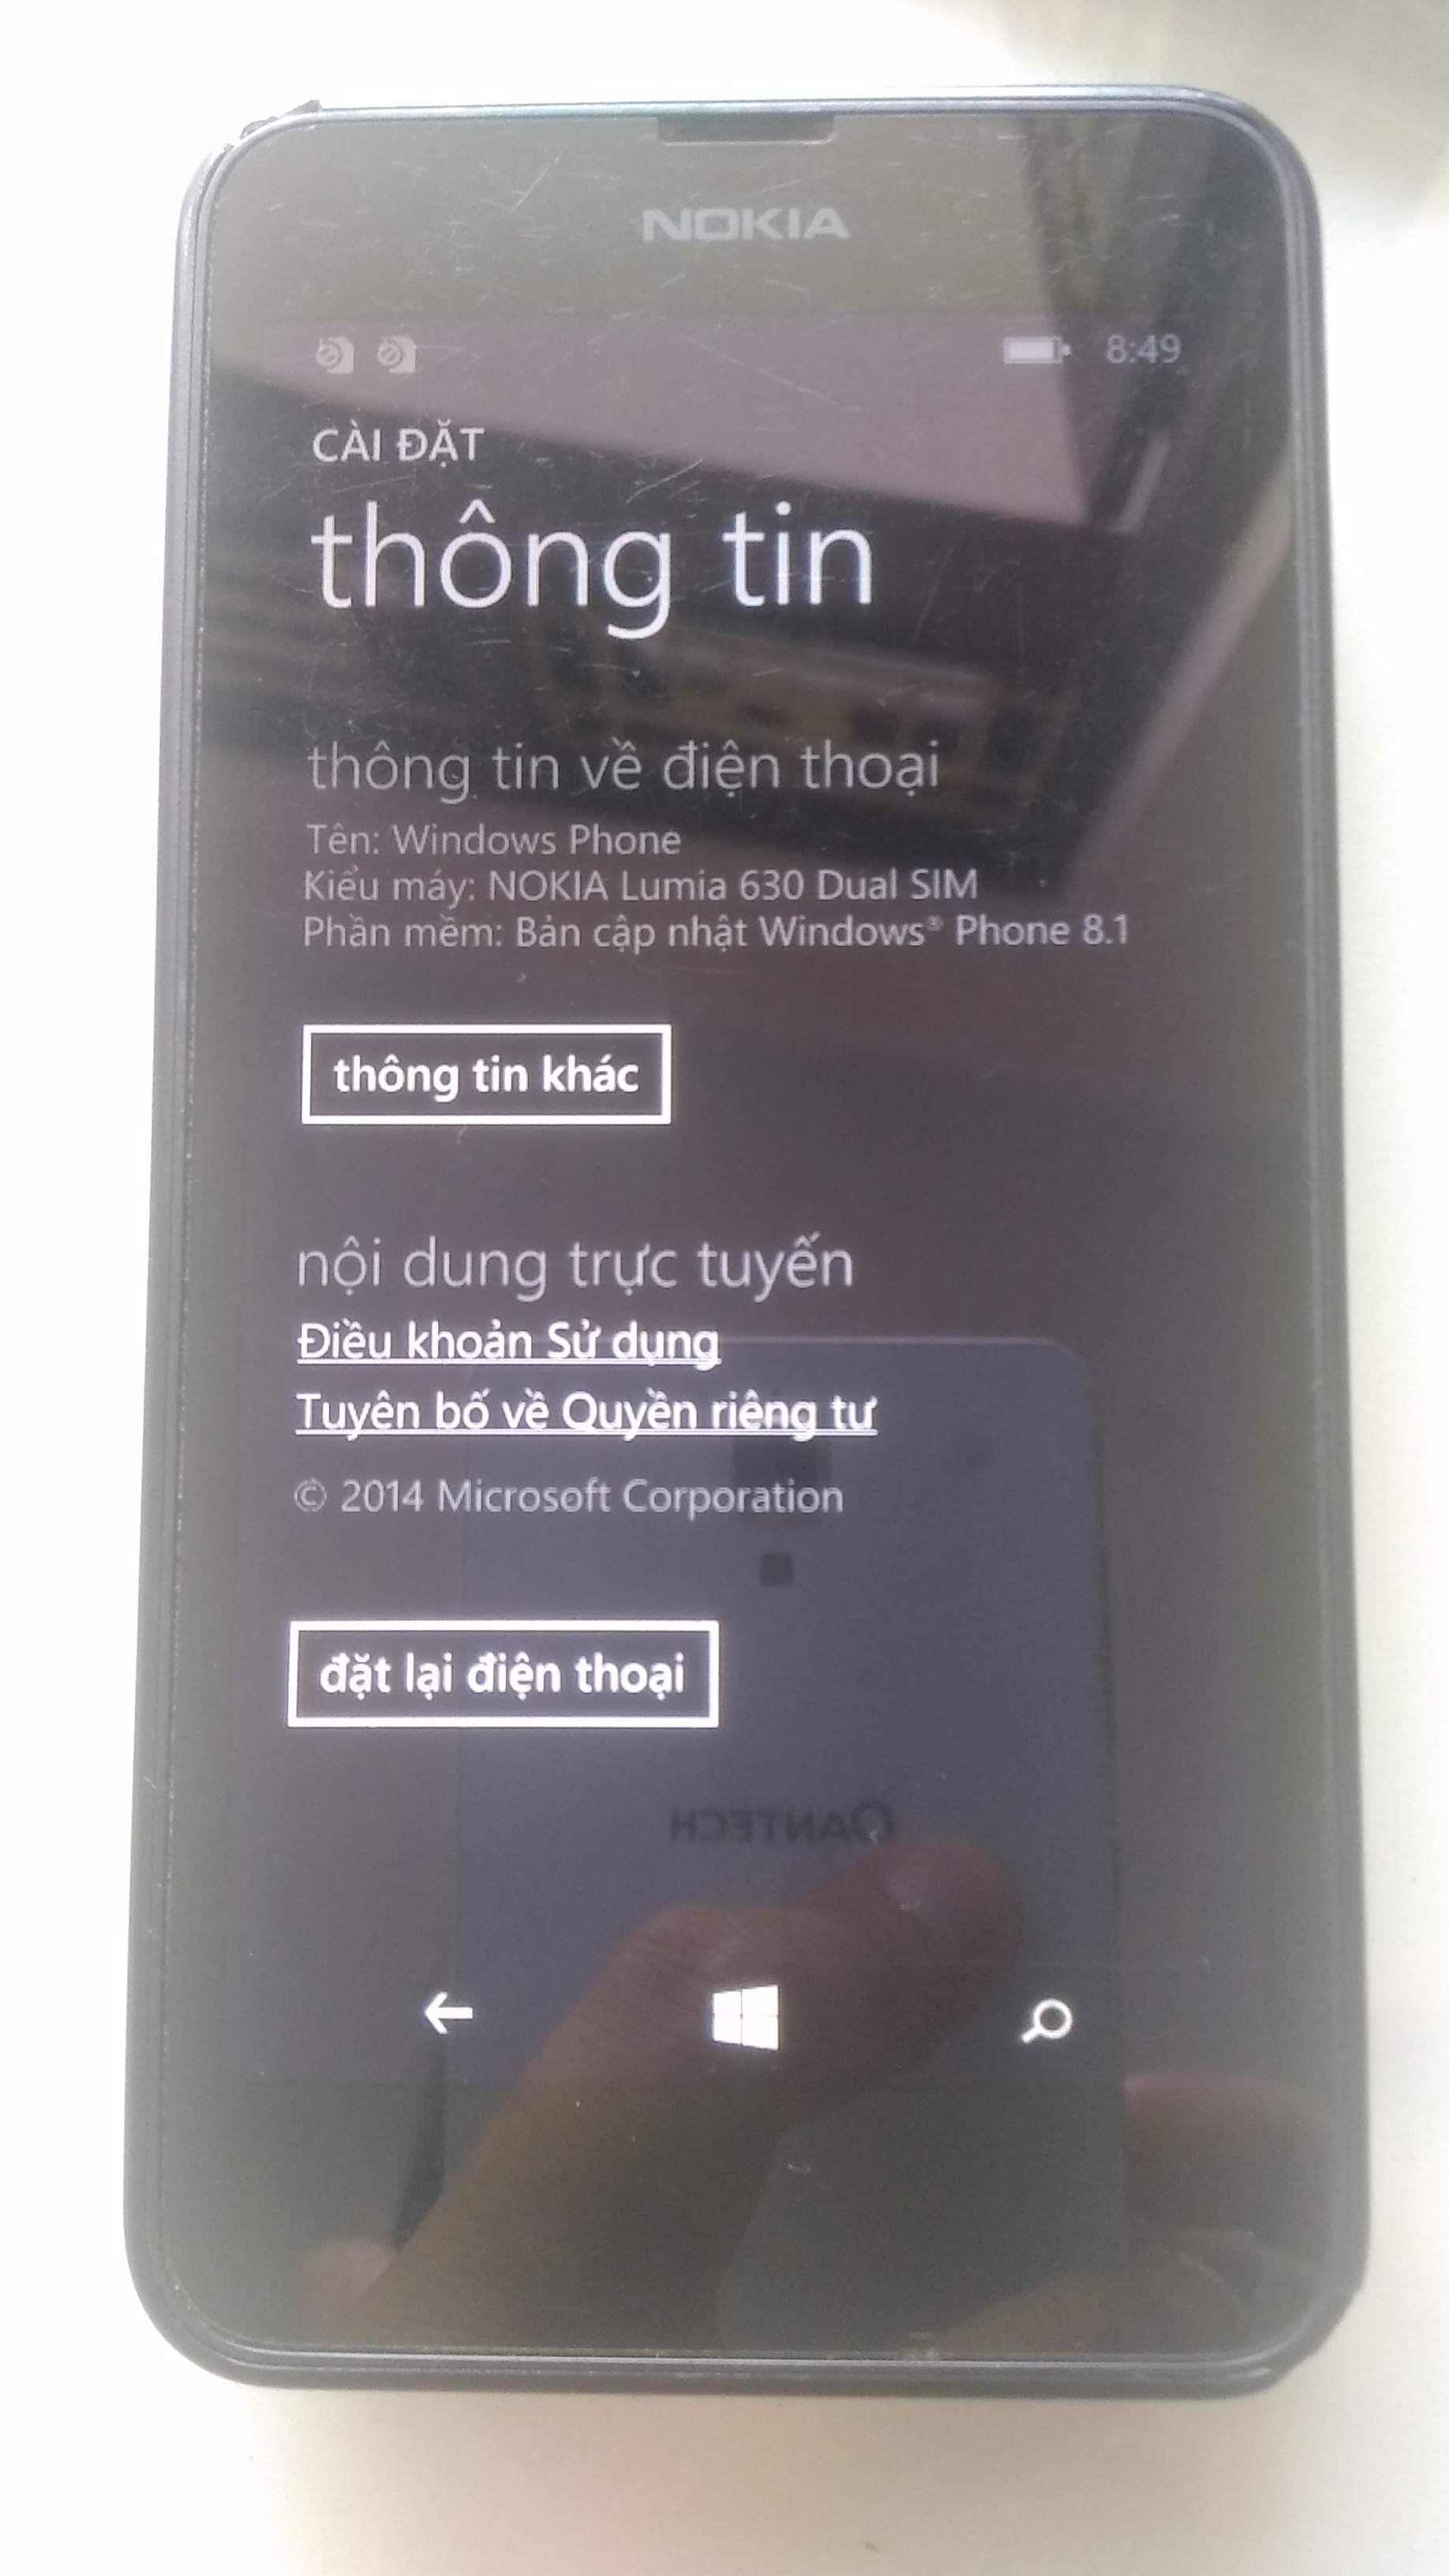 NOKIA
8:49
CÀI ĐẶT
thông tin
thông tin về điện thoại
Tên: Windows Phone
Kiểu máy: NOKIA Lumia 630 Dual SIM
Phần mềm: Bản cập nhật Windows® Phone 8.1
thông tin khác
nội dung trực tuyến
Điều khoản Sử dụng
Tuyên bố về Quyền riêng tư
© 2014 Microsoft Corporation
đặt lại điện thoại
PANTECH